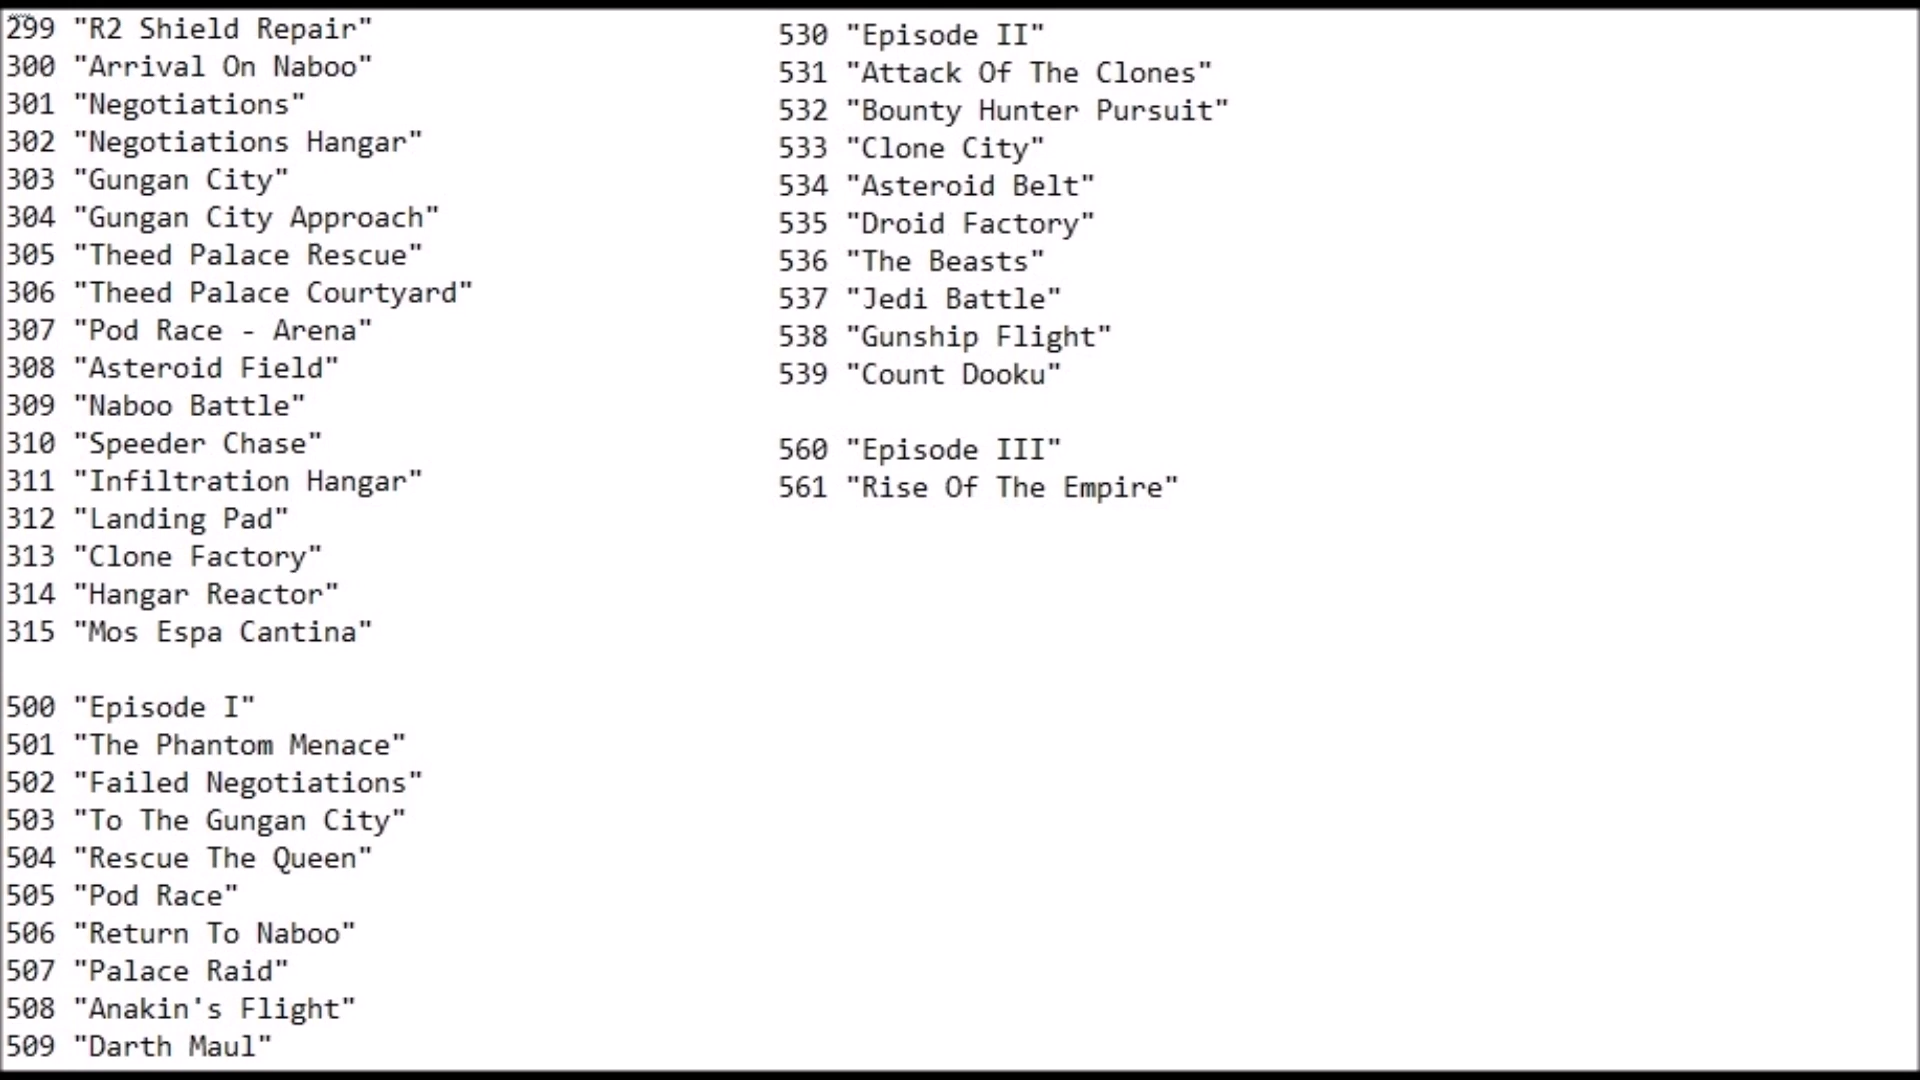 299 "R2 Shield Repair"
300 "Arrival On Naboo"
301 "Negotiations"
302 "Negotiations Hangar"
303 "Gungan City"
304 "Gungan City Approach"
305 "Theed Palace Rescue"
306 "Theed Palace Courtyard"
307 "Pod Race - Arena"
308 "Asteroid Field"
309 "Naboo Battle"
310 "Speeder Chase"
311 "Infiltration Hangar"
312 "Landing Pad"
313 "Clone Factory"
314 "Hangar Reactor"
315 "Mos Espa Cantina"
500 "Episode I"
501 "The Phantom Menace"
502 "Failed Negotiations"
503 "To The Gungan City"
504 "Rescue The Queen"
505 "Pod Race"
506 "Return To Naboo"
507 "Palace Raid"
508 "Anakin's Flight"
509 "Darth Maul"
530 "Episode II"
531 "Attack Of The Clones"
532 "Bounty Hunter Pursuit"
533 "Clone City"
534 "Asteroid Belt"
535 "Droid Factory"
536 "The Beasts"
537 "Jedi Battle"
538 "Gunship Flight"
539 "Count Dooku"
560 "Episode III"
561 "Rise Of The Empire"